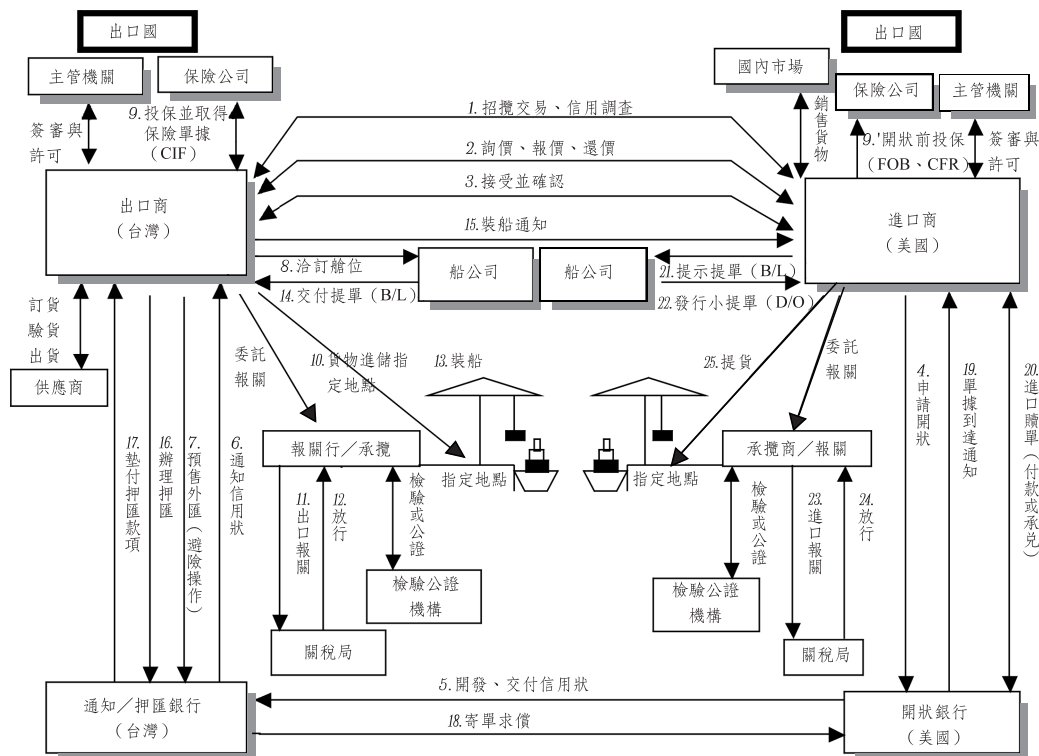 出口國
出口國
主管機關
保險公司
國內市場
保險公司
主管機關
簽審與
許可
9.投保並取得
保險單據
(CIF)
1.招攬交易、信用調查
2.詢價、報價、還價
3.接受並確認
銷售貨物
9.'開狀前投保
(FOB、CFR)
簽審與
許可
出口商
(台灣)
進口商
(美國)
15.裝船通知
8.洽訂艙位
14.交付提單(B/L)
船公司
船公司
21.提示提單(B/L)
22.發行小提單(D/O)
訂貨
驗貨
出貨
供應商
委託
報關
10.貨物進儲指
定地點
13.裝船
25.提貨
委託
報關
報關行/承攬
指定地點
指定地點
承攬商/報關
17.墊付押匯款項
16.辦理押匯
7.預售外匯(避險操作)
6.通知信用狀
11.出口報關
12.放行
檢驗或公證
檢驗或公證
23.進口報關
24.放行
4.申請開狀
19.單據到達通知
20.進口贖單(付款或承兌)
檢驗公證
機構
檢驗公證
機構
關稅局
關稅局
通知/押匯銀行
(台灣)
5.開發、交付信用狀
18.寄單求償
開狀銀行
(美國)